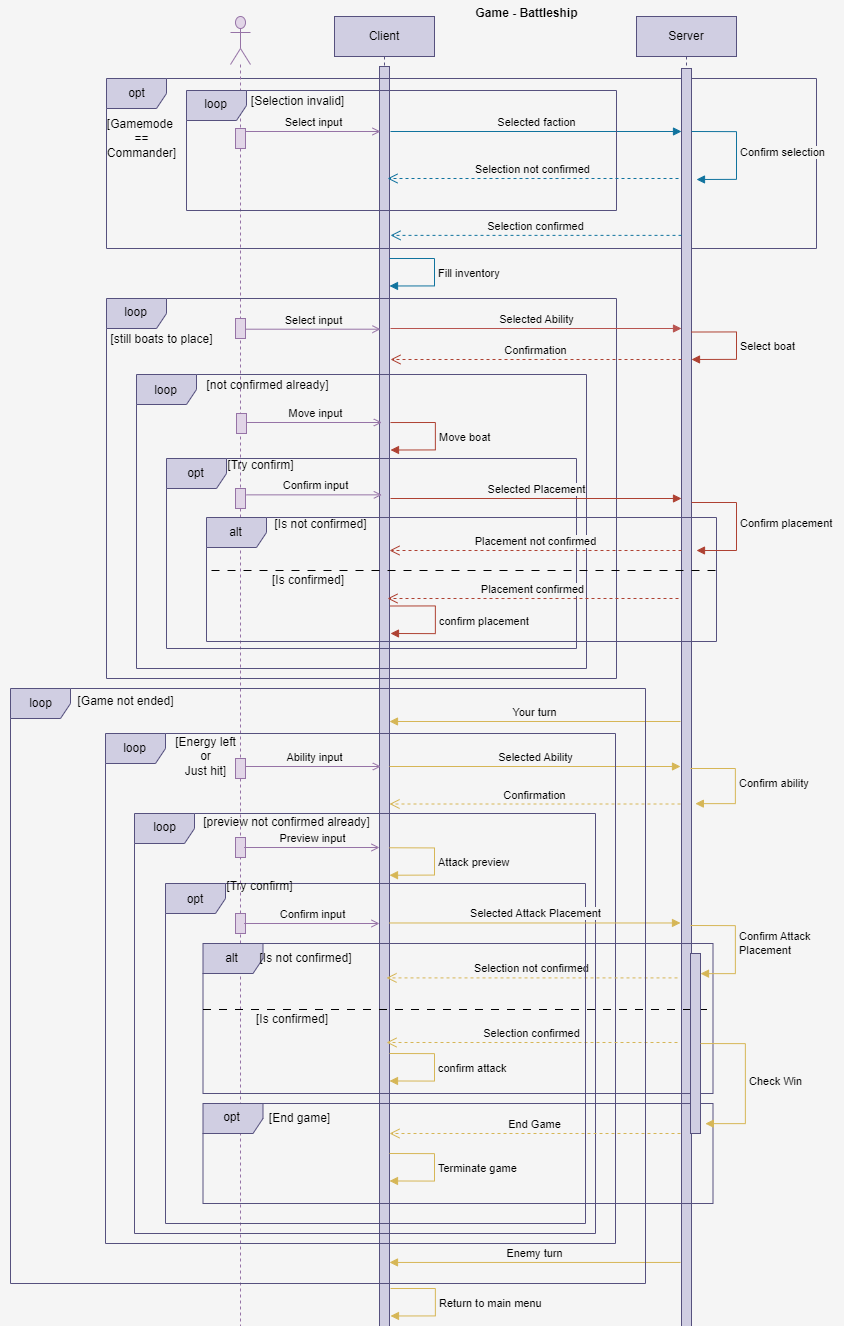 Game - Battleship
Client
Server
opt
[Gamemode
==
Commander]
loop
[Selection invalid]
Select input
Selected faction
Confirm selection
Selection not confirmed
Selection confirmed
Fill inventory
loop
[still boats to place]
Select input
Selected Ability
Select boat
Confirmation
loop
[not confirmed already]
Move input
Move boat
opt
[Try confirm]
Confirm input
Selected Placement
Confirm placement
alt
[Is not confirmed]
Placement not confirmed
[Is confirmed]
Placement confirmed
confirm placement
loop
[Game not ended]
Your turn
loop
[Energy left
or
Just hit]
Ability input
Selected Ability
Confirm ability
Confirmation
loop
[preview not confirmed already]
Preview input
Attack preview
opt
[Try confirm]
Confirm input
Selected Attack Placement
Confirm Attack
Placement
alt
[Is not confirmed]
Selection not confirmed
[Is confirmed]
Selection confirmed
confirm attack
Check Win
opt
[End game]
End Game
Terminate game
Enemy turn
Return to main menu